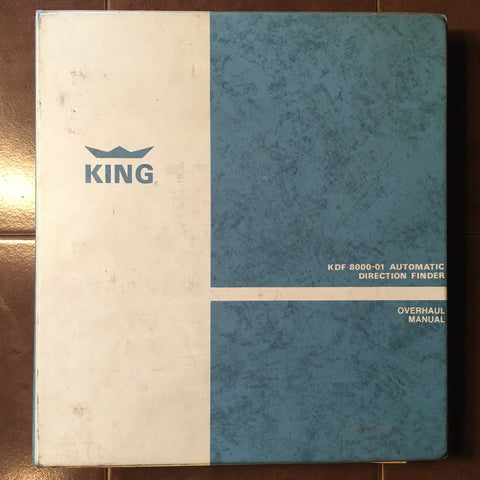 KING
KDF 8000-01 AUTOMATIC
DIRECTION FINDER
OVERHAUL
MANUAL